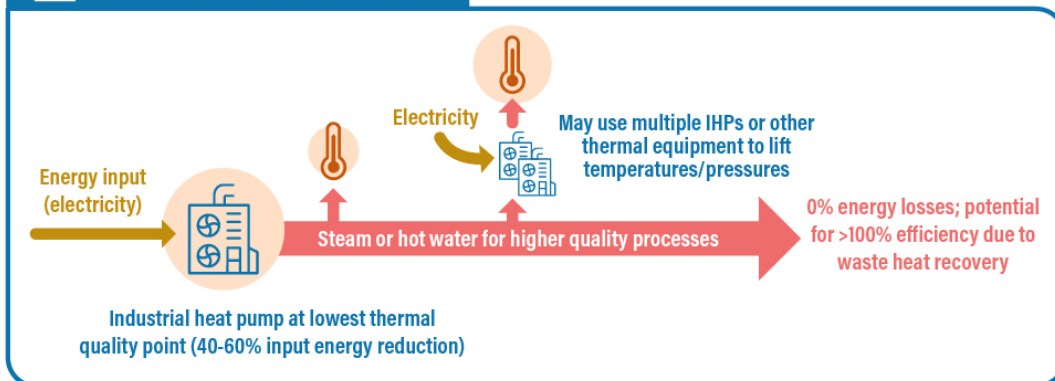 Electricity
May use multiple IHPs or other
thermal equipment to lift
temperatures/pressures
Energy input
(electricity)
Steam or hot water for higher quality processes
0% energy losses; potential
for >100% efficiency due to
waste heat recovery
Industrial heat pump at lowest thermal
quality point (40-60% input energy reduction)